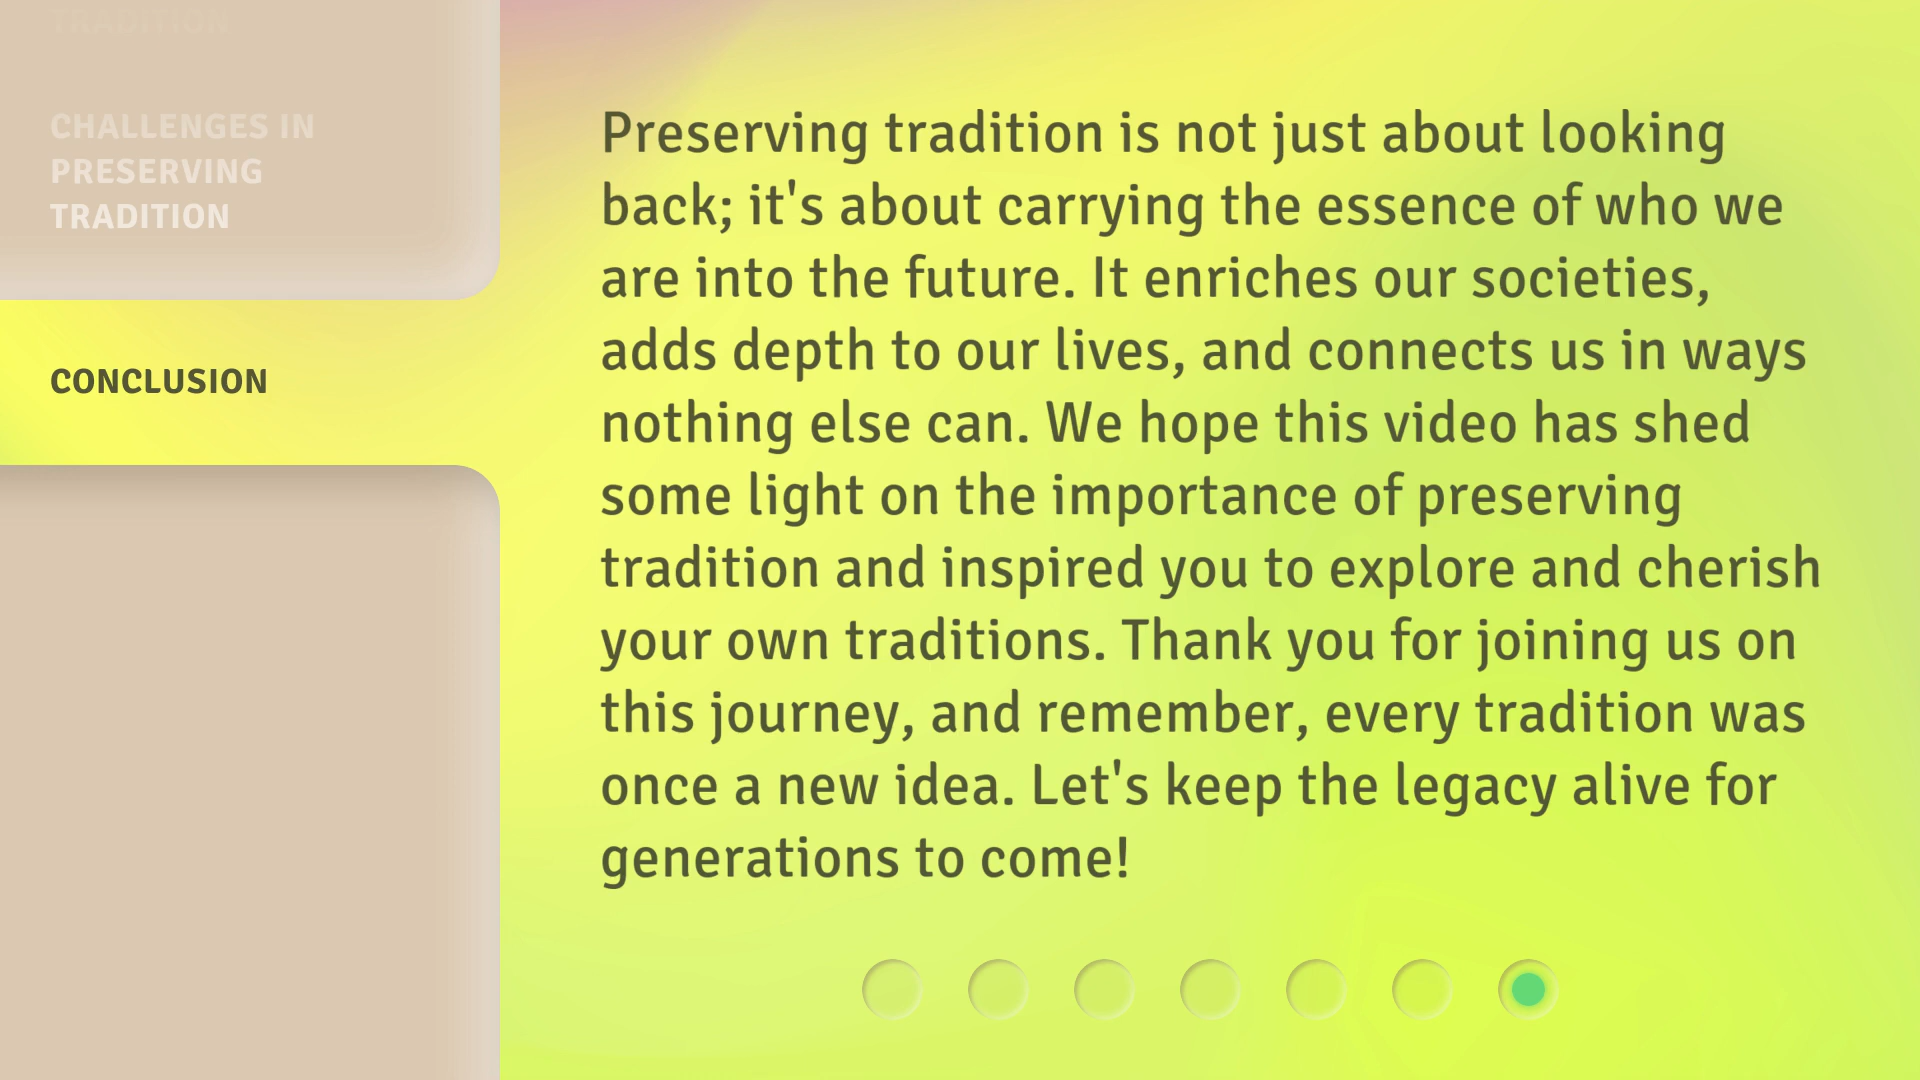 TRADITION
CHALLENGES IN
PRESERVING
TRADITION
CONCLUSION
Preserving tradition is not just about looking
back; it's about carrying the essence of who we
are into the future. It enriches our societies,
adds depth to our lives, and connects us in ways
nothing else can. We hope this video has shed
some light on the importance of preserving
tradition and inspired you to explore and cherish
your own traditions. Thank you for joining us on
this journey, and remember, every tradition was
once a new idea. Let's keep the legacy alive for
generations to come!